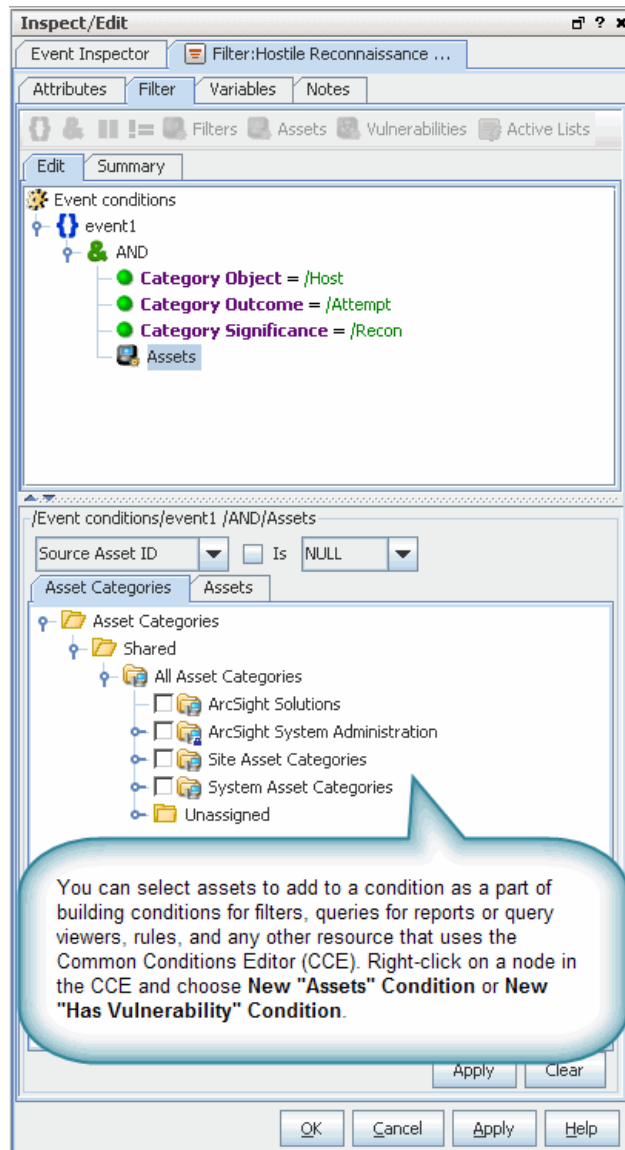 Inspect/Edit
Event Inspector Filter:Hostile Reconnaissance ...
Attributes Filter Variables Notes
Filters Assets Vulnerabilities Active Lists
Edit Summary
Event conditions
event1
AND
Category Object = /Host
Category Outcome = /Attempt
Category Significance = /Recon
Assets
/Event conditions/event1 /AND/Assets
Source Asset ID Is NULL
Asset Categories Assets
Asset Categories
Shared
All Asset Categories
ArcSight Solutions
ArcSight System Administration
Site Asset Categories
System Asset Categories
Unassigned
You can select assets to add to a condition as a part of
building conditions for filters, queries for reports or query
viewers, rules, and any other resource that uses the
Common Conditions Editor (CCE). Right-click on a node in
the CCE and choose New "Assets" Condition or New
"Has Vulnerability" Condition.
Apply Clear
OK Cancel Apply Help